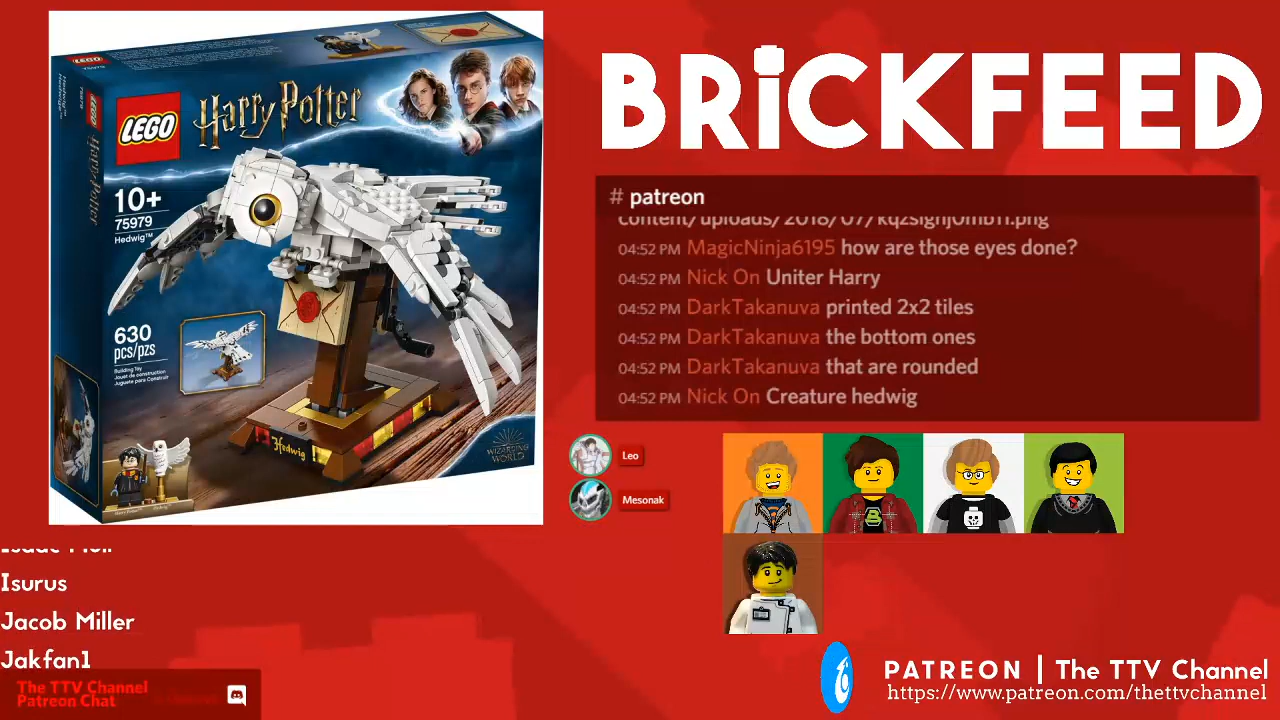 LEGO
Harry Potter
10+
75979
Hedwig™
630
pcs/pzs
Building Toy
Jouet de construction
Juguete para Construir
Hedwig
WIZARDING
WORLD
BRICKFEED
# patreon
content/uploads/2018/07/
04:52 PM MagicNinja6195 how are those eyes done?
04:52 PM Nick On Uniter Harry
04:52 PM DarkTakanuva printed 2x2 tiles
04:52 PM DarkTakanuva the bottom ones
04:52 PM DarkTakanuva that are rounded
04:52 PM Nick On Creature hedwig
Leo
Mesonak
Isurus
Jacob Miller
Jakfan1
The TTV Channel
Patreon Chat
PATREON | The TTV Channel
https://www.patreon.com/thettvchannel